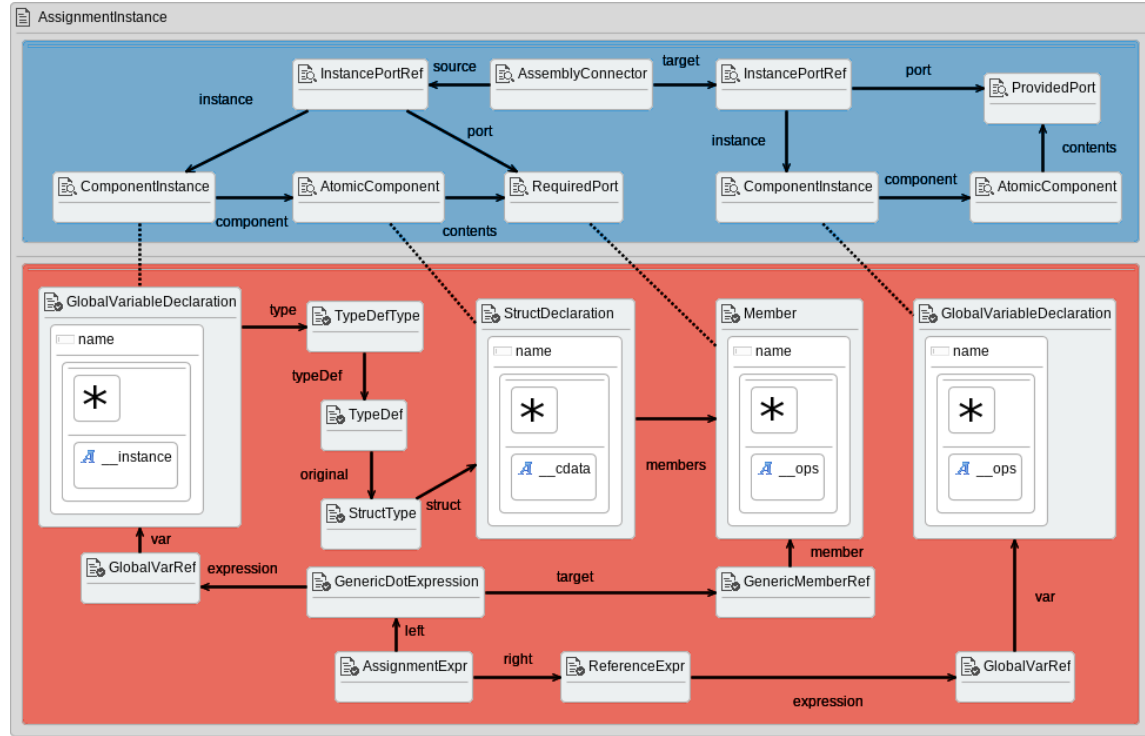 AssignmentInstance
InstancePortRef
source
AssemblyConnector
target
InstancePortRef
port
ProvidedPort
instance
port
instance
contents
ComponentInstance
component
AtomicComponent
contents
RequiredPort
ComponentInstance
component
AtomicComponent
GlobalVariableDeclaration
name
*
A __instance
type
TypeDefType
typeDef
TypeDef
original
StructType
struct
StructDeclaration
name
*
A __cdata
members
Member
name
*
A __ops
GlobalVariableDeclaration
name
*
A __ops
var
GlobalVarRef
expression
GenericDotExpression
target
GenericMemberRef
member
var
left
AssignmentExpr
right
ReferenceExpr
expression
GlobalVarRef